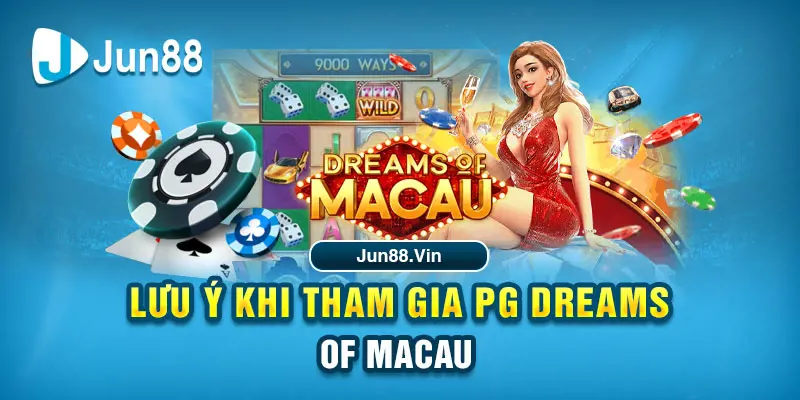 Jun88
9000 WAYS
WILD
DREAMS OF
MACAU
Jun88.Vin
LƯU Ý KHI THAM GIA PG DREAMS
OF MACAU